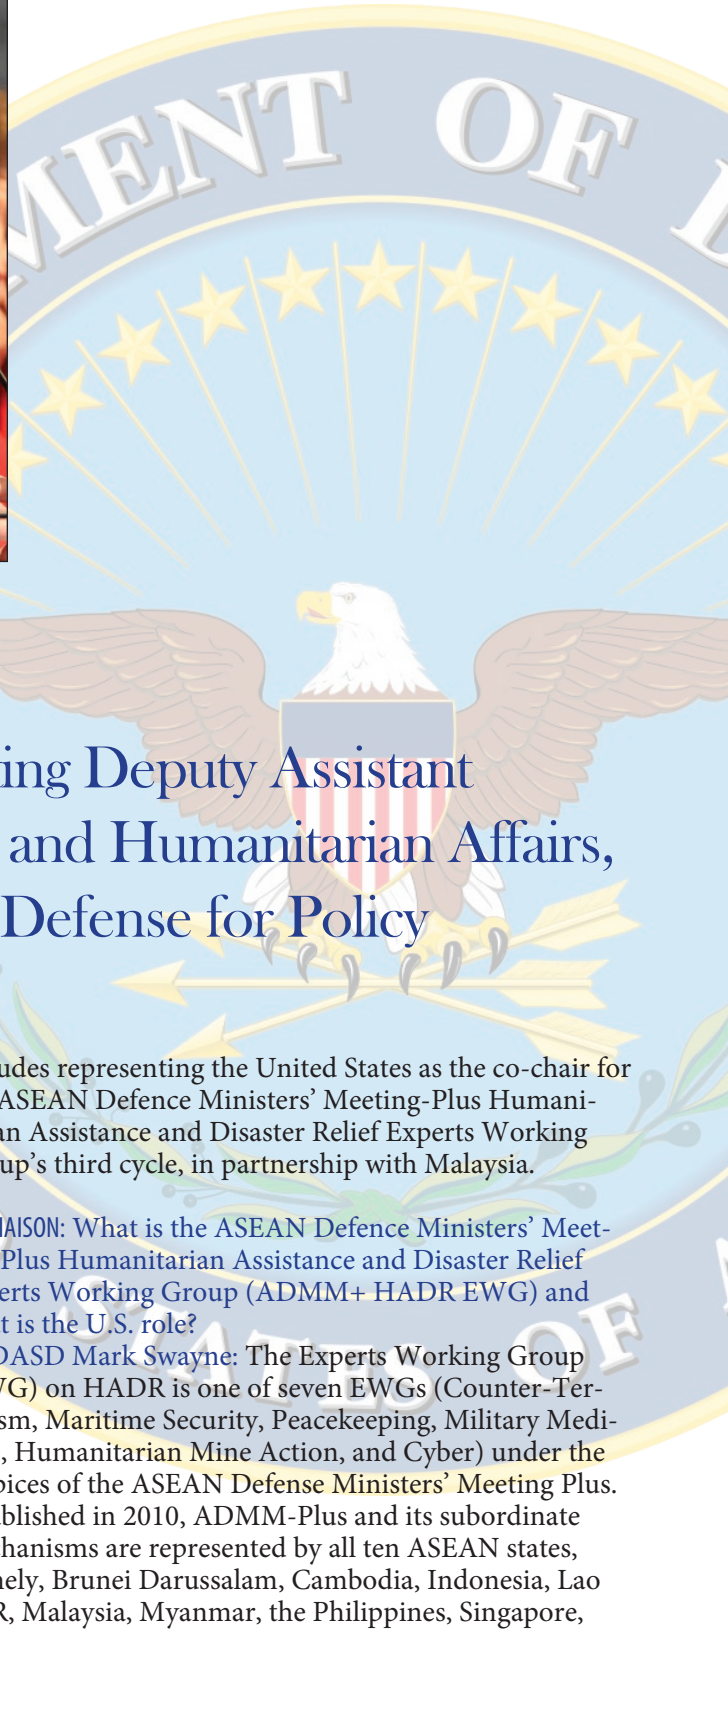 MENT OF D
ting Deputy Assistant
and Humanitarian Affairs,
Defense for Policy
udes representing the United States as the co-chair for
ASEAN Defence Ministers’ Meeting-Plus Humani-
an Assistance and Disaster Relief Experts Working
up’s third cycle, in partnership with Malaysia.
IAISON: What is the ASEAN Defence Ministers’ Meet-
Plus Humanitarian Assistance and Disaster Relief
erts Working Group (ADMM+ HADR EWG) and
t is the U.S. role?
DASD Mark Swayne: The Experts Working Group
WG) on HADR is one of seven EWGs (Counter-Ter-
sm, Maritime Security, Peacekeeping, Military Medi-
, Humanitarian Mine Action, and Cyber) under the
pices of the ASEAN Defense Ministers’ Meeting Plus.
ablished in 2010, ADMM-Plus and its subordinate
hanisms are represented by all ten ASEAN states,
nely, Brunei Darussalam, Cambodia, Indonesia, Lao
R, Malaysia, Myanmar, the Philippines, Singapore,
STATES OF